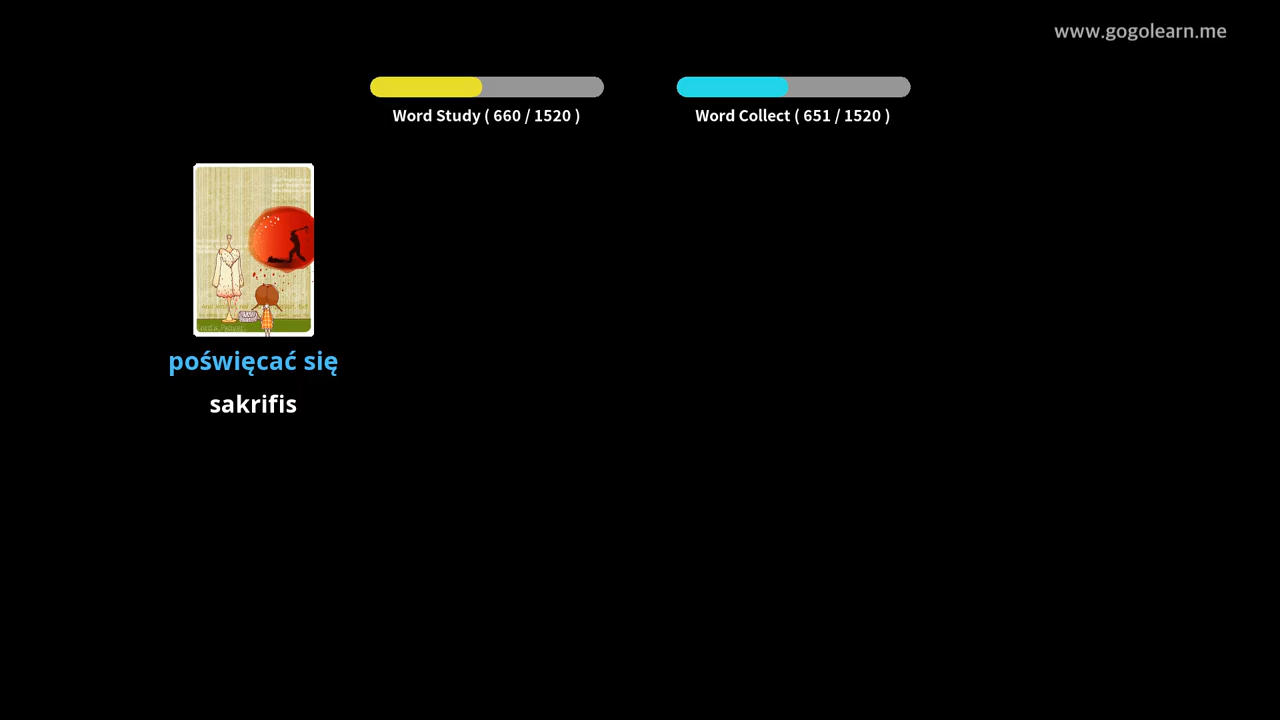 www.gogolearn.me
Word Study ( 660 / 1520 )
Word Collect ( 651 / 1520 )
poświęcać się
sakrifis